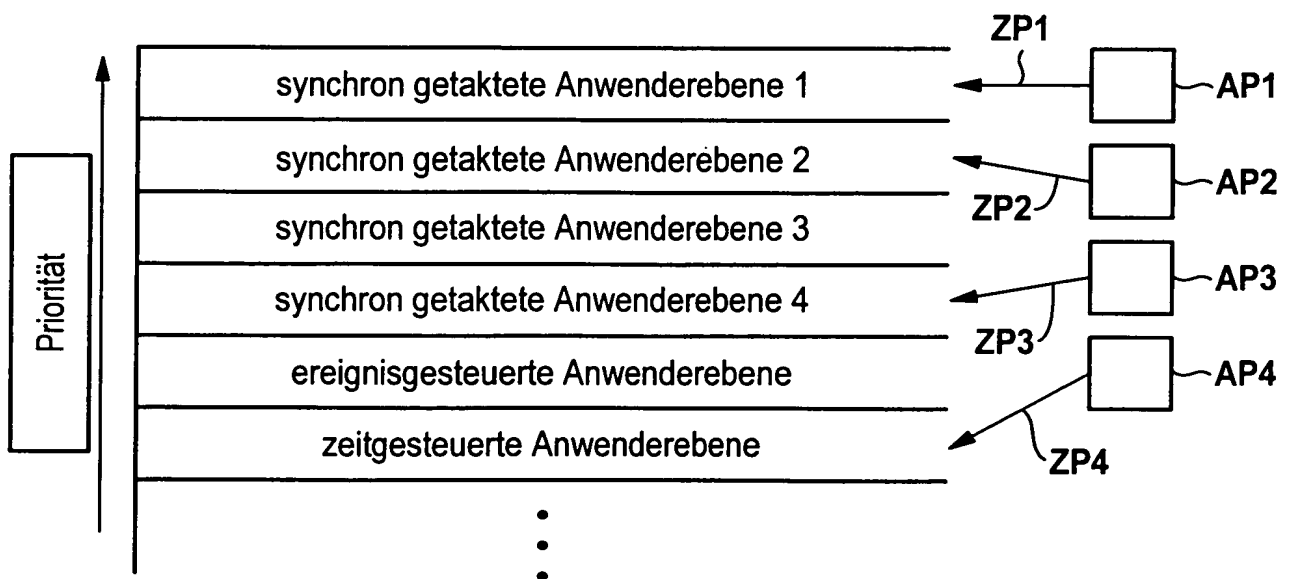 ZP1
synchron getaktete Anwenderebene 1
AP1
synchron getaktete Anwenderebene 2
AP2
ZP2
synchron getaktete Anwenderebene 3
Priorität
AP3
synchron getaktete Anwenderebene 4
ZP3
ereignisgesteuerte Anwenderebene
AP4
zeitgesteuerte Anwenderebene
ZP4